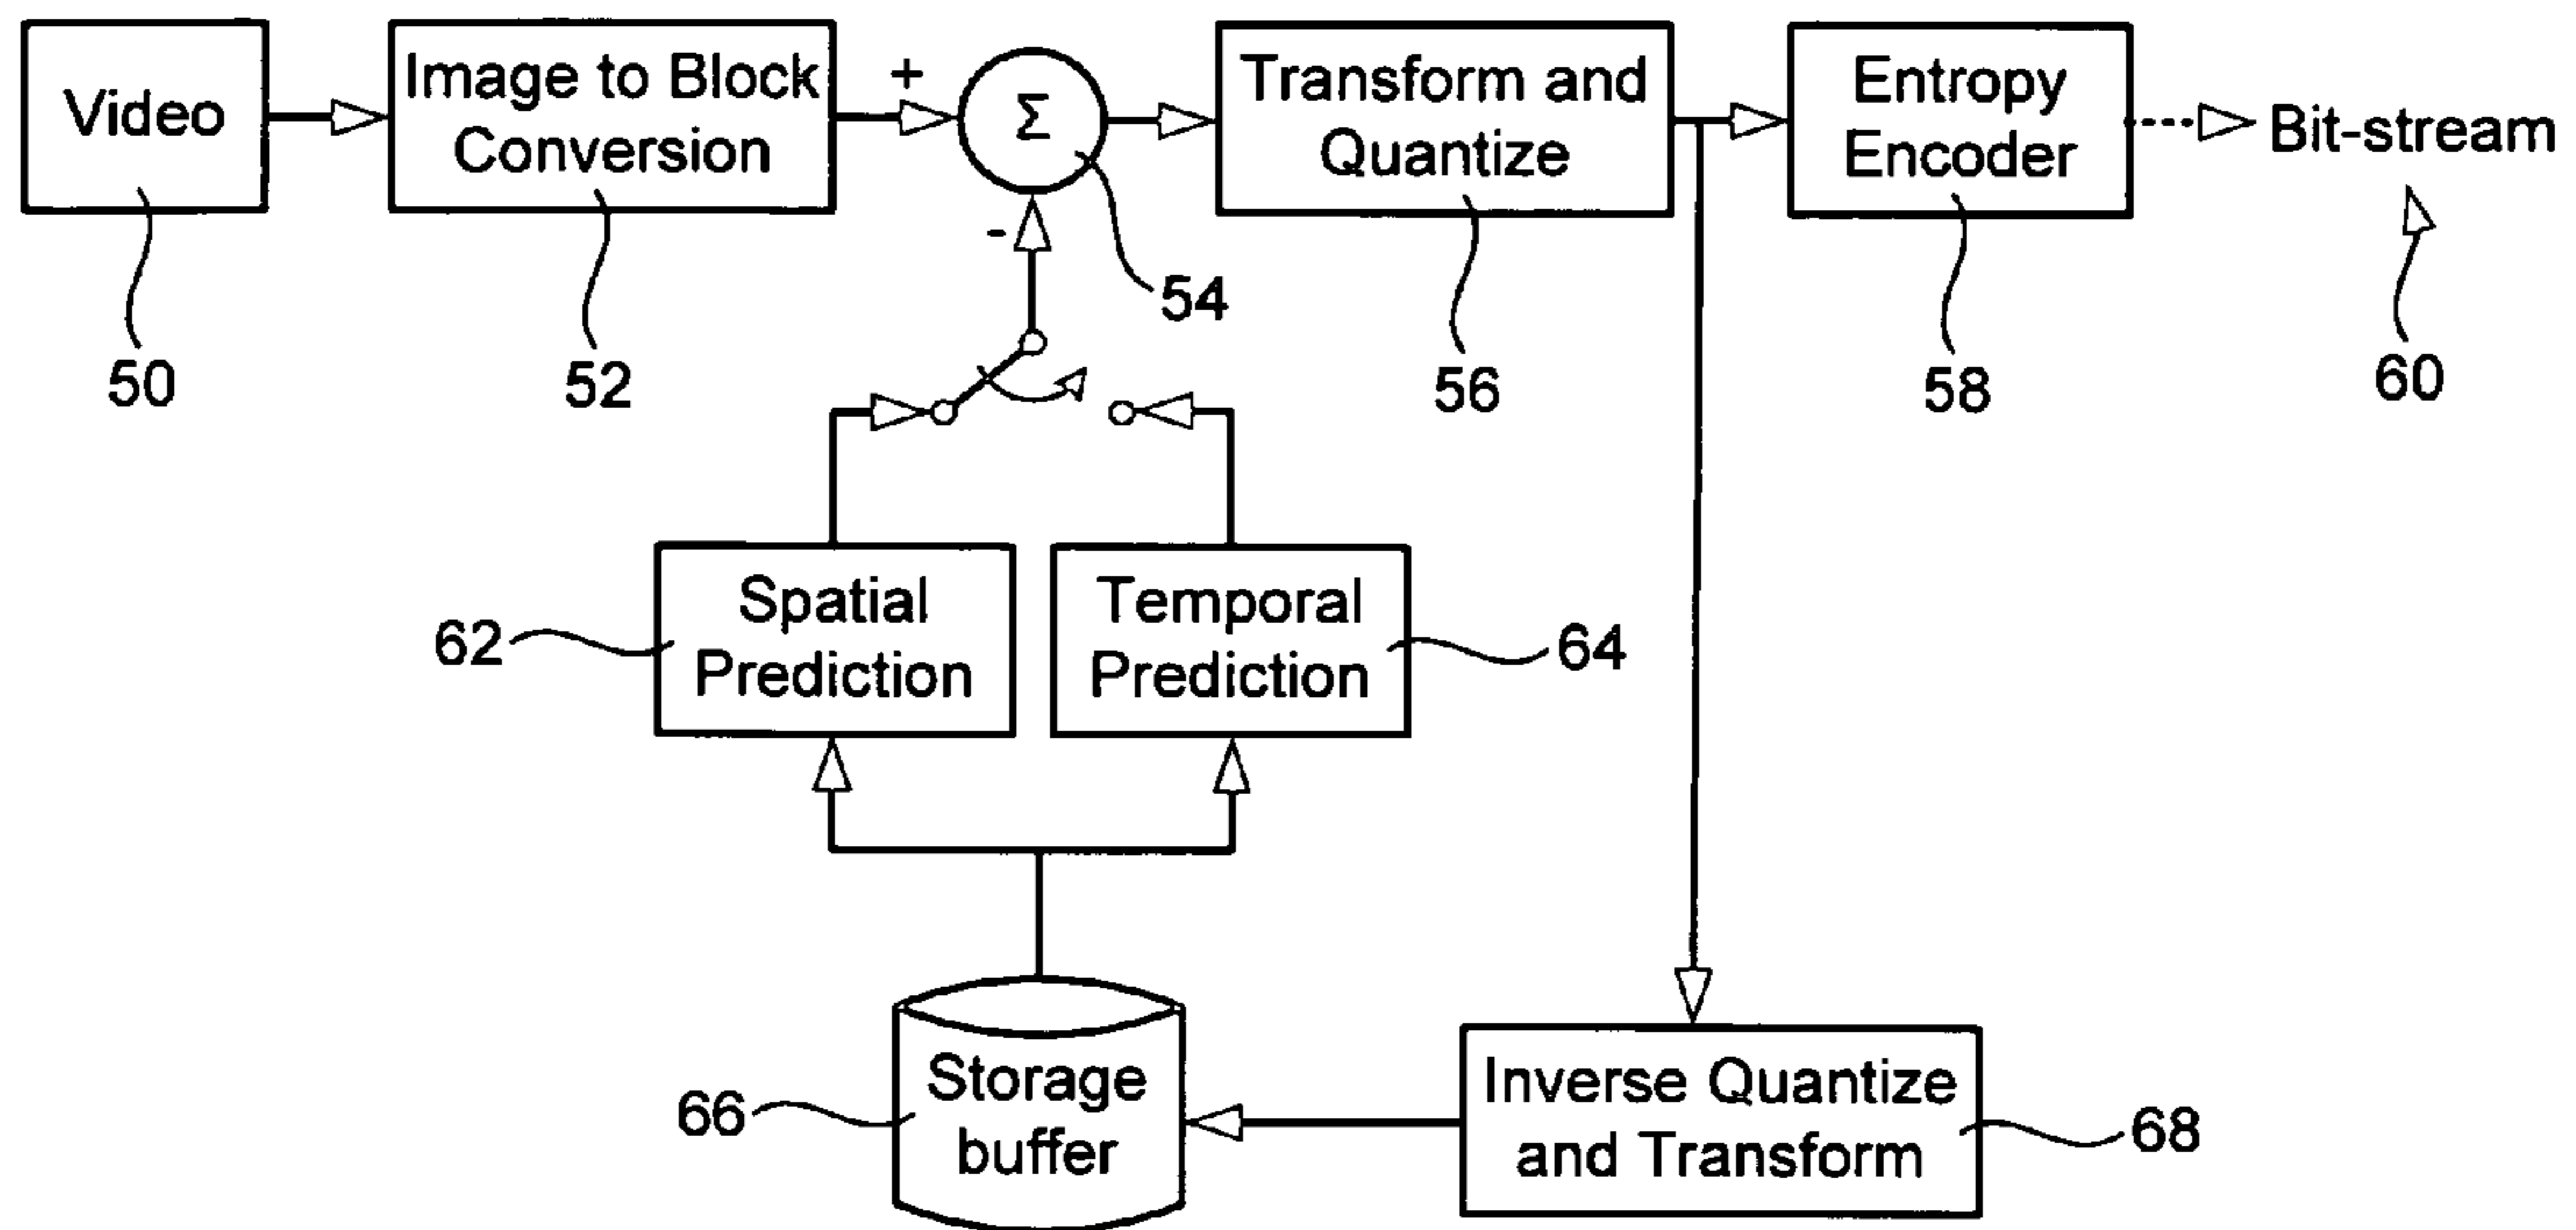 Video
Image to Block
Conversion
+
Σ
-
Transform and
Quantize
Entropy
Encoder
Bit-stream
50
52
54
56
58
60
Spatial
Prediction
62
Temporal
Prediction
64
Storage
buffer
66
Inverse Quantize
and Transform
68